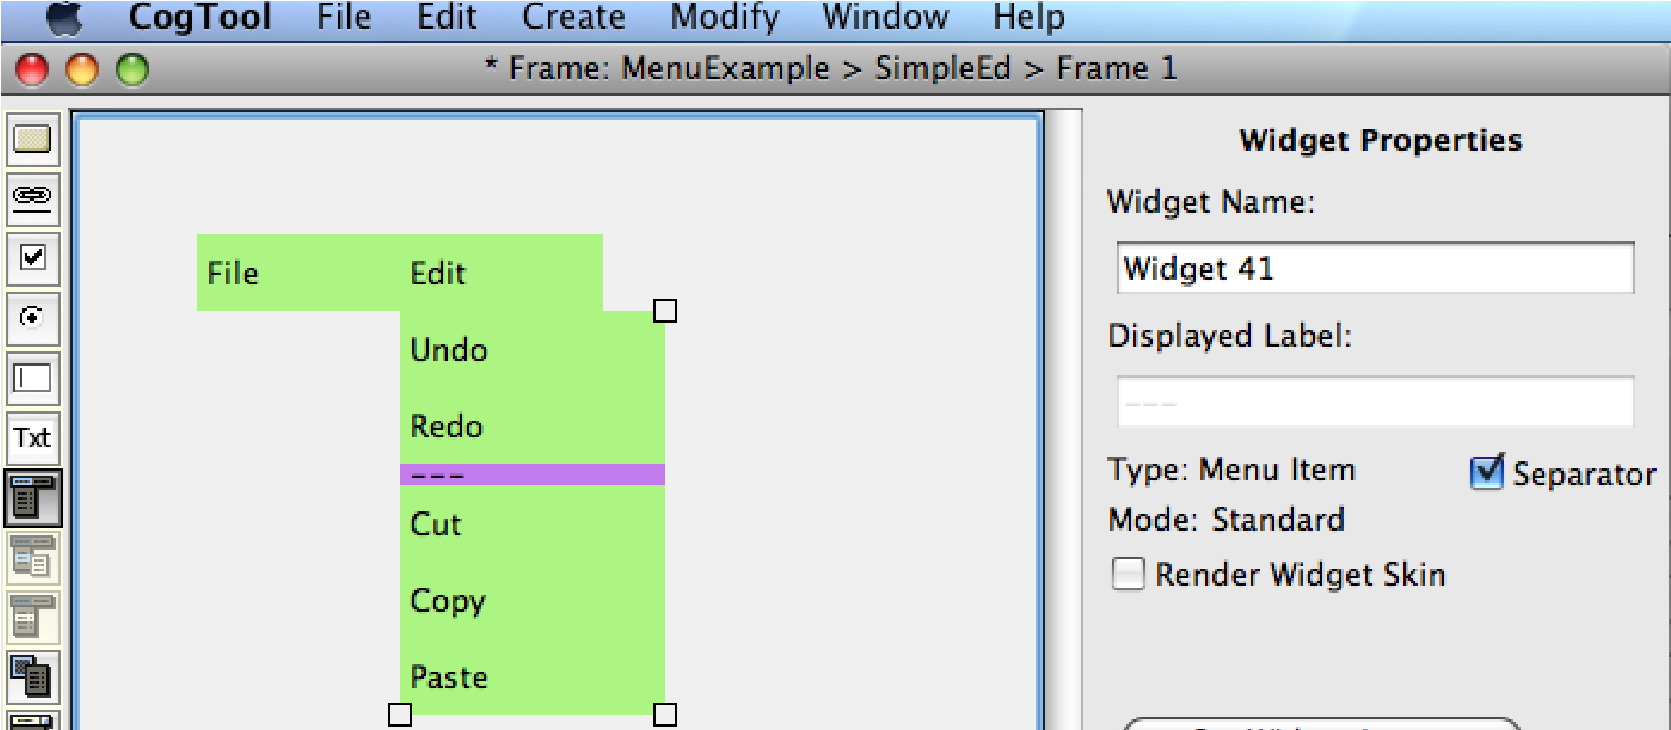 CogTool File Edit Create Modify Window Help
* Frame: MenuExample > SimpleEd > Frame 1
Widget Properties
Widget Name:
Widget 41
Displayed Label:
---
Type: Menu Item Separator
Mode: Standard
Render Widget Skin
File Edit
Undo
Redo
---
Cut
Copy
Paste
Txt